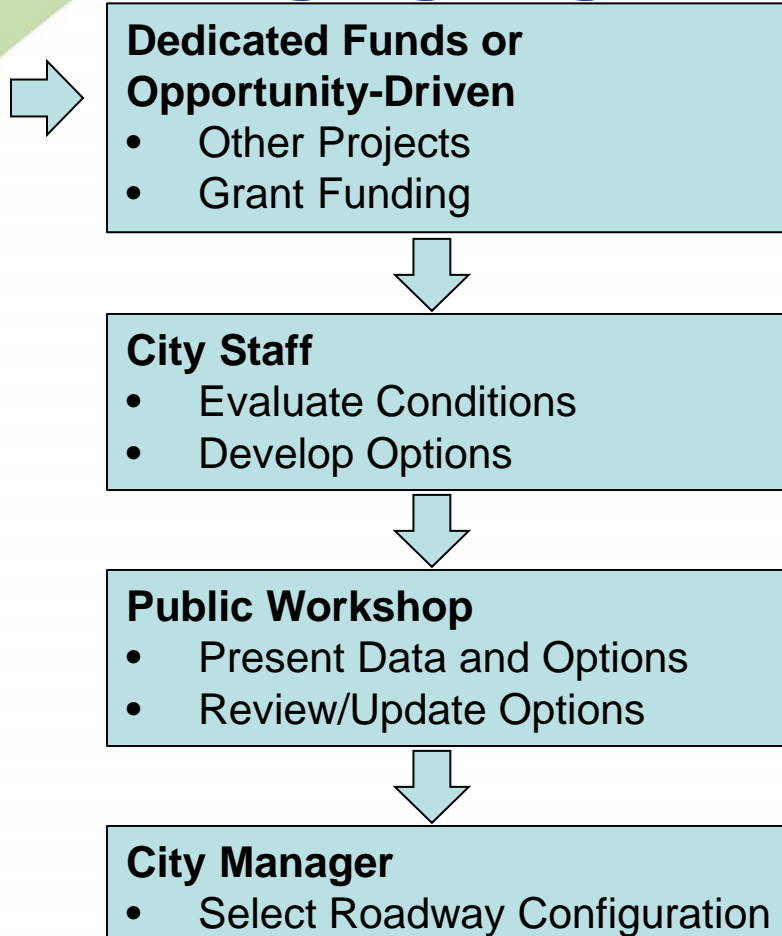 Dedicated Funds or
Opportunity-Driven
• Other Projects
• Grant Funding
City Staff
• Evaluate Conditions
• Develop Options
Public Workshop
• Present Data and Options
• Review/Update Options
City Manager
• Select Roadway Configuration